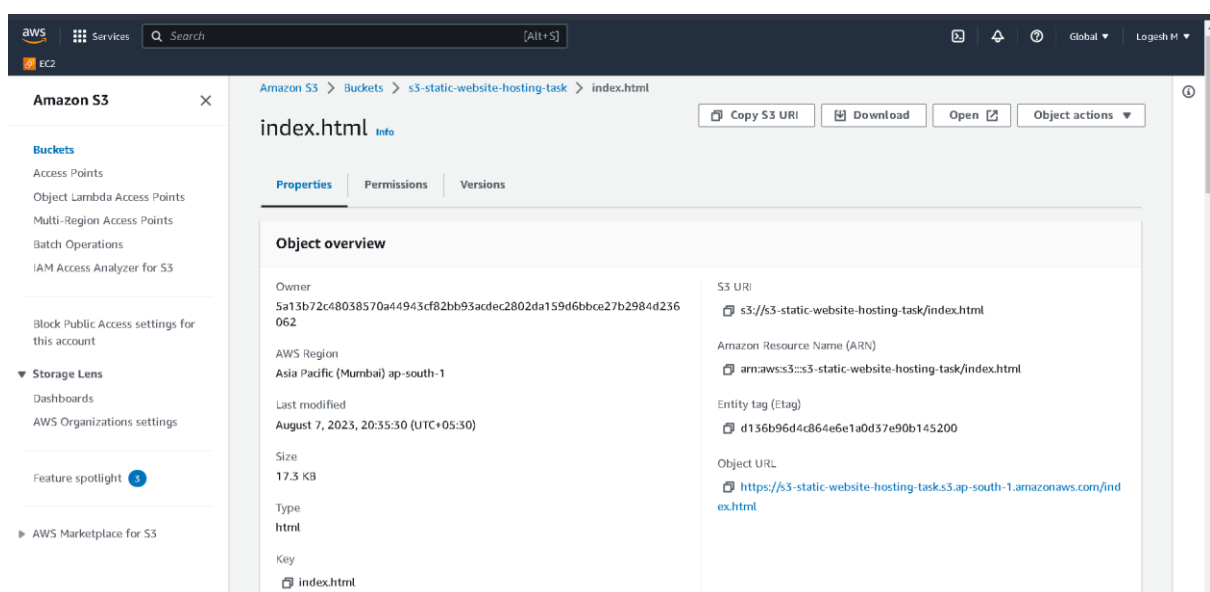 aws Services Search [Alt+S] Global ▼ Logesh M ▼
EC2
Amazon S3
Buckets
Access Points
Object Lambda Access Points
Multi-Region Access Points
Batch Operations
IAM Access Analyzer for S3
Block Public Access settings for
this account
▼ Storage Lens
Dashboards
AWS Organizations settings
Feature spotlight 3
▶ AWS Marketplace for S3
Amazon S3 > Buckets > s3-static-website-hosting-task > index.html
index.html Info
Copy S3 URI Download Open Object actions ▼
Properties Permissions Versions
Object overview
Owner
5a13b72c48038570a44943cf82bb93acdec2802da159d6bbce27b2984d236
062
AWS Region
Asia Pacific (Mumbai) ap-south-1
Last modified
August 7, 2023, 20:35:30 (UTC+05:30)
Size
17.3 KB
Type
html
Key
index.html
S3 URI
s3://s3-static-website-hosting-task/index.html
Amazon Resource Name (ARN)
arn:aws:s3:::s3-static-website-hosting-task/index.html
Entity tag (Etag)
d136b96d4c864e6e1a0d37e90b145200
Object URL
https://s3-static-website-hosting-task.s3.ap-south-1.amazonaws.com/ind
ex.html